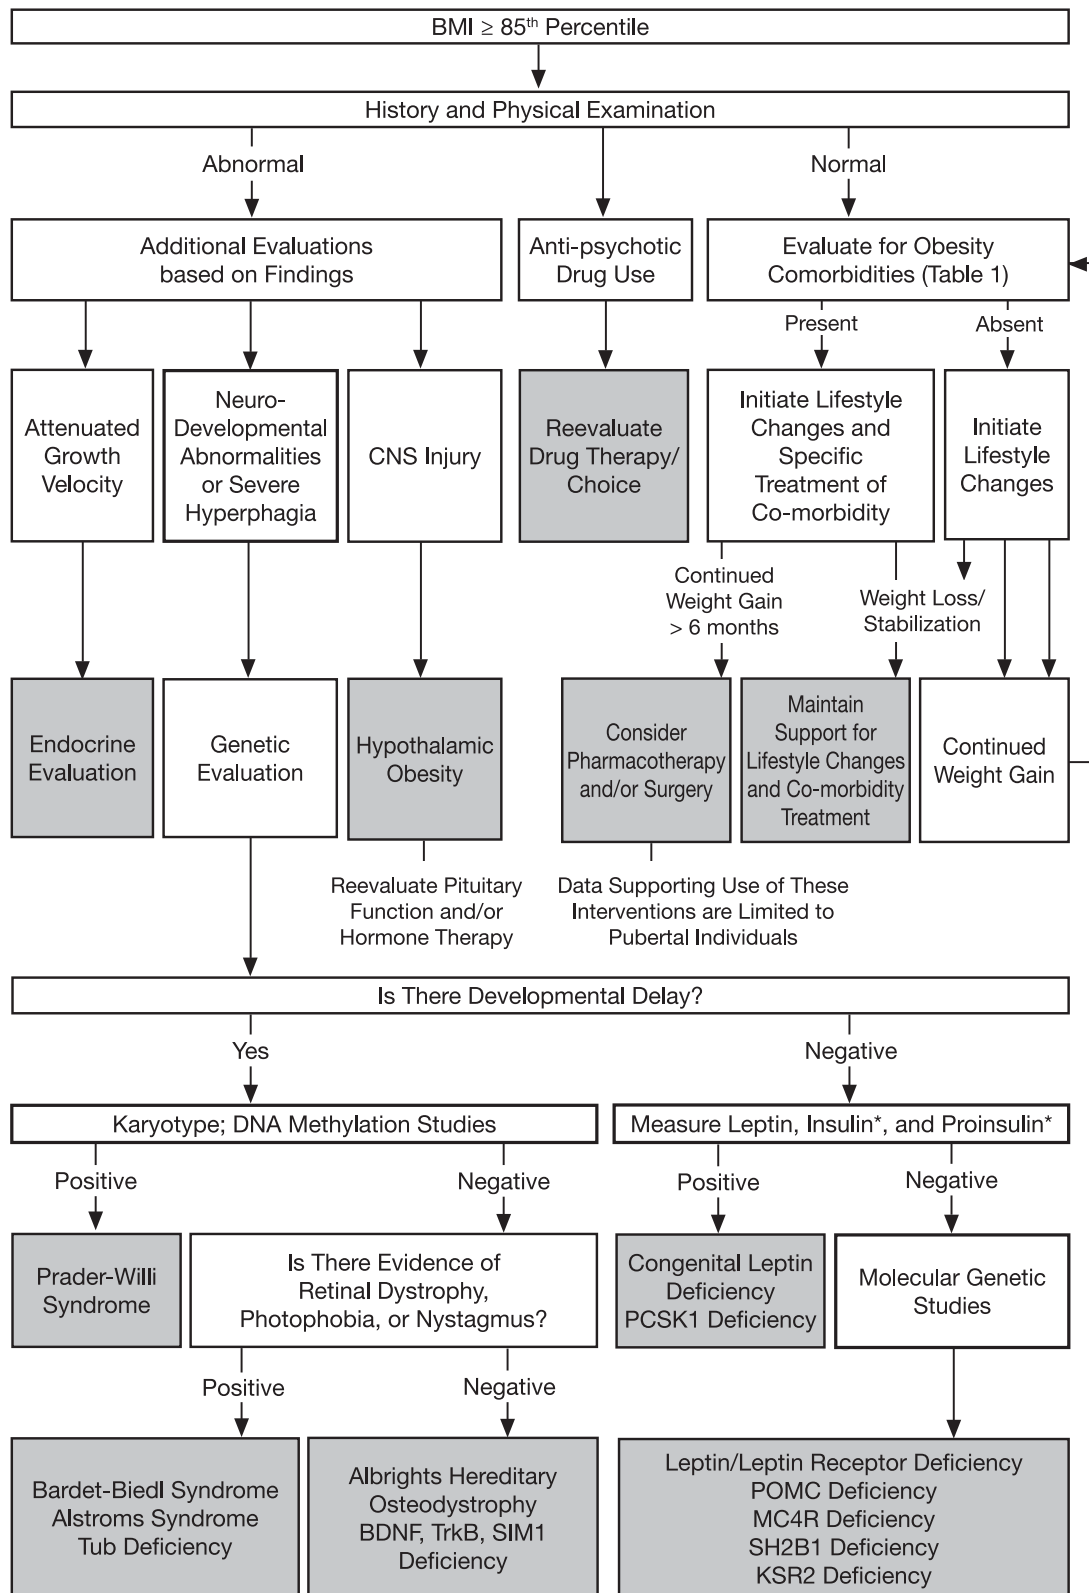 BMI ≥ 85th Percentile
History and Physical Examination
Abnormal
Normal
Additional Evaluations
based on Findings
Anti-psychotic
Drug Use
Evaluate for Obesity
Comorbidities (Table 1)
Present
Absent
Attenuated
Growth
Velocity
Neuro-
Developmental
Abnormalities
or Severe
Hyperphagia
CNS Injury
Reevaluate
Drug Therapy/
Choice
Initiate Lifestyle
Changes and
Specific
Treatment of
Co-morbidity
Initiate
Lifestyle
Changes
Continued
Weight Gain
> 6 months
Weight Loss/
Stabilization
Endocrine
Evaluation
Genetic
Evaluation
Hypothalamic
Obesity
Consider
Pharmacotherapy
and/or Surgery
Maintain
Support for
Lifestyle Changes
and Co-morbidity
Treatment
Continued
Weight Gain
Reevaluate Pituitary
Function and/or
Hormone Therapy
Data Supporting Use of These
Interventions are Limited to
Pubertal Individuals
Is There Developmental Delay?
Yes
Negative
Karyotype; DNA Methylation Studies
Measure Leptin, Insulin*, and Proinsulin*
Positive
Negative
Positive
Negative
Prader-Willi
Syndrome
Is There Evidence of
Retinal Dystrophy,
Photophobia, or Nystagmus?
Congenital Leptin
Deficiency
PCSK1 Deficiency
Molecular Genetic
Studies
Positive
Negative
Bardet-Biedl Syndrome
Alstroms Syndrome
Tub Deficiency
Albrights Hereditary
Osteodystrophy
BDNF, TrkB, SIM1
Deficiency
Leptin/Leptin Receptor Deficiency
POMC Deficiency
MC4R Deficiency
SH2B1 Deficiency
KSR2 Deficiency